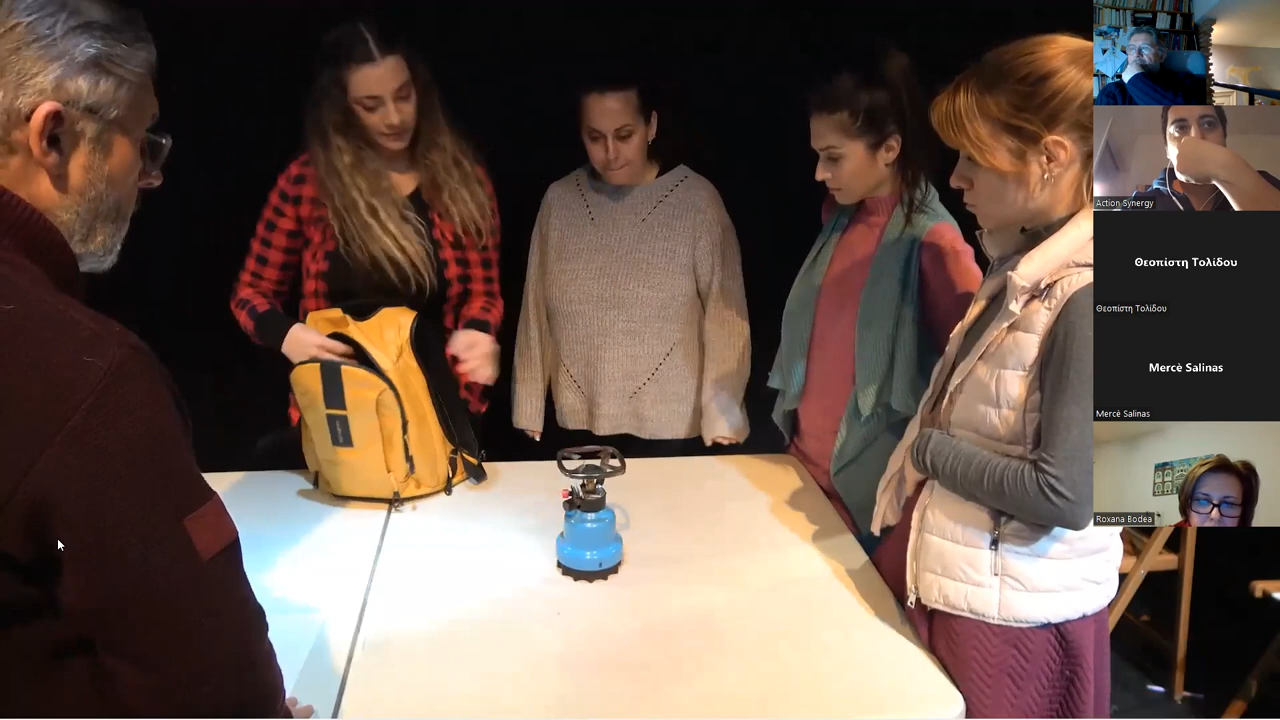 Action Synergy
Θεοπίστη Τολίδου
Θεοπίστη Τολίδου
Mercè Salinas
Mercè Salinas
Roxana Bodea